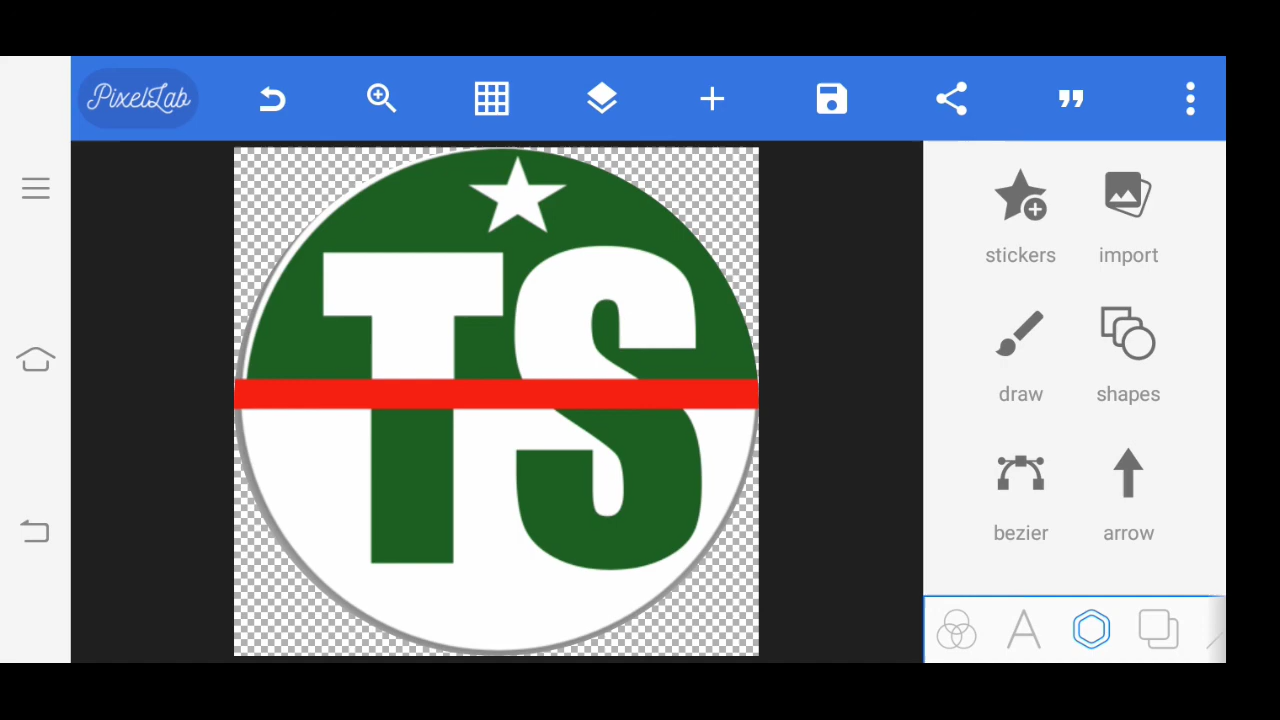 PixelLab
TS
stickers
import
draw
shapes
bezier
arrow